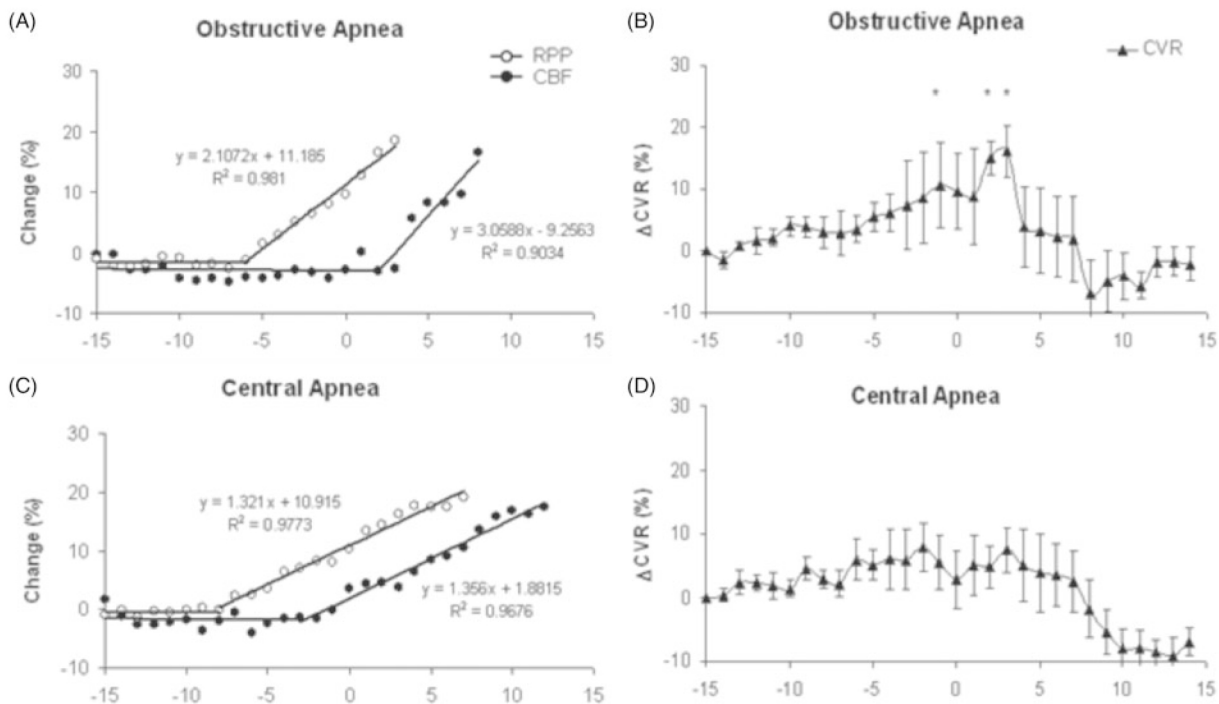 (A)
Obstructive Apnea
RPP
CBF
Change (%)
30
20
10
0
-10
y = 2.1072x + 11.185
R² = 0.981
y = 3.0588x - 9.2563
R² = 0.9034
-15 -10 -5 0 5 10 15
(B)
Obstructive Apnea
CVR
ΔCVR (%)
30
20
10
0
-10
* * *
-15 -10 -5 0 5 10 15
(C)
Central Apnea
Change (%)
30
20
10
0
-10
y = 1.321x + 10.915
R² = 0.9773
y = 1.356x + 1.8815
R² = 0.9676
-15 -10 -5 0 5 10 15
(D)
Central Apnea
ΔCVR (%)
30
20
10
0
-10
-15 -10 -5 0 5 10 15